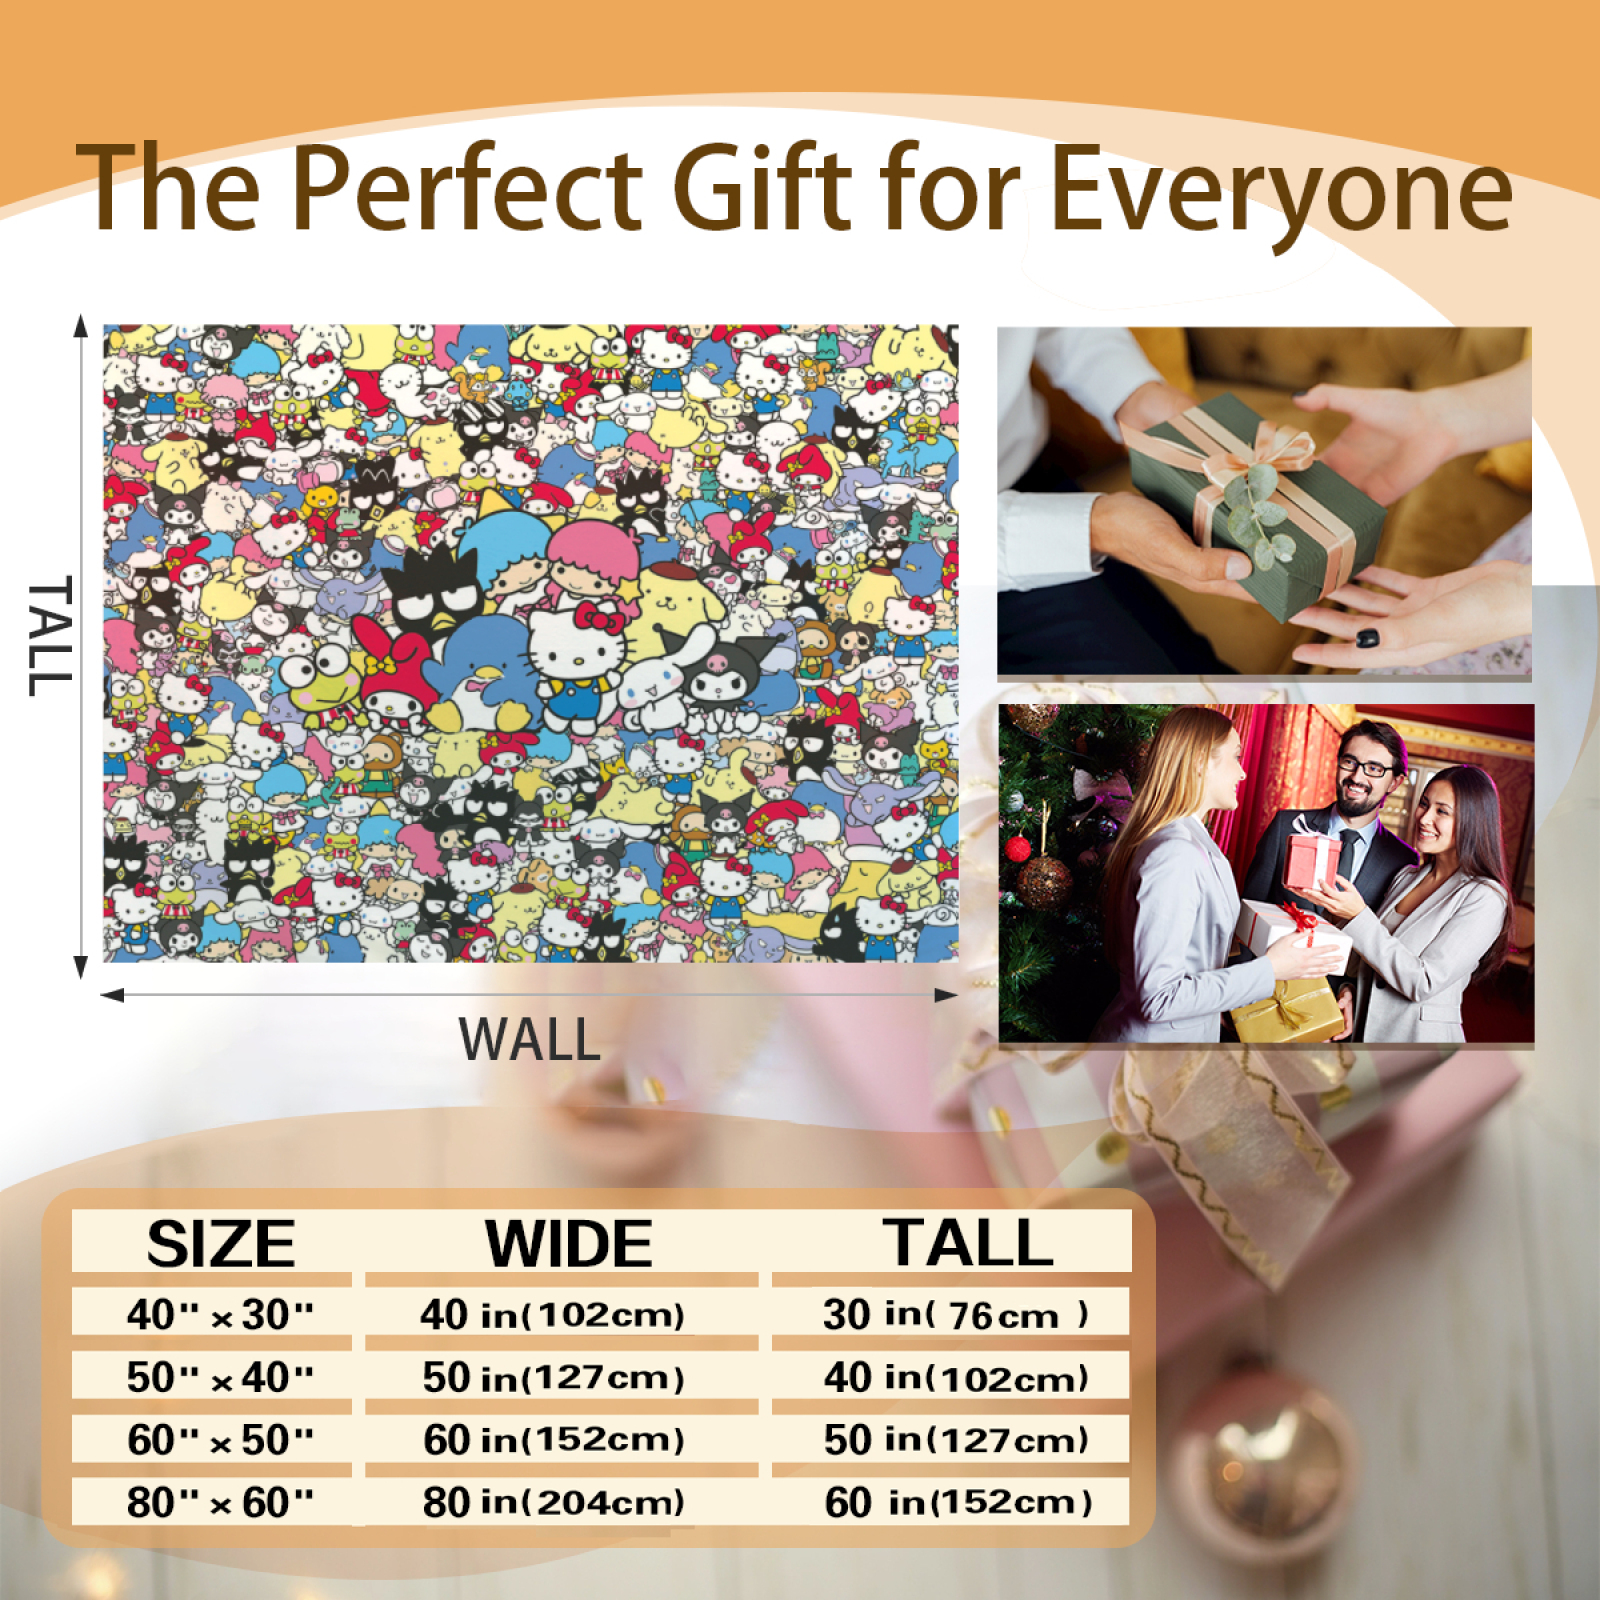 The Perfect Gift for Everyone
TALL
WALL
SIZE WIDE TALL
40" × 30" 40 in(102cm) 30 in( 76cm )
50" × 40" 50 in(127cm) 40 in(102cm)
60" × 50" 60 in(152cm) 50 in(127cm)
80" × 60" 80 in(204cm) 60 in(152cm)